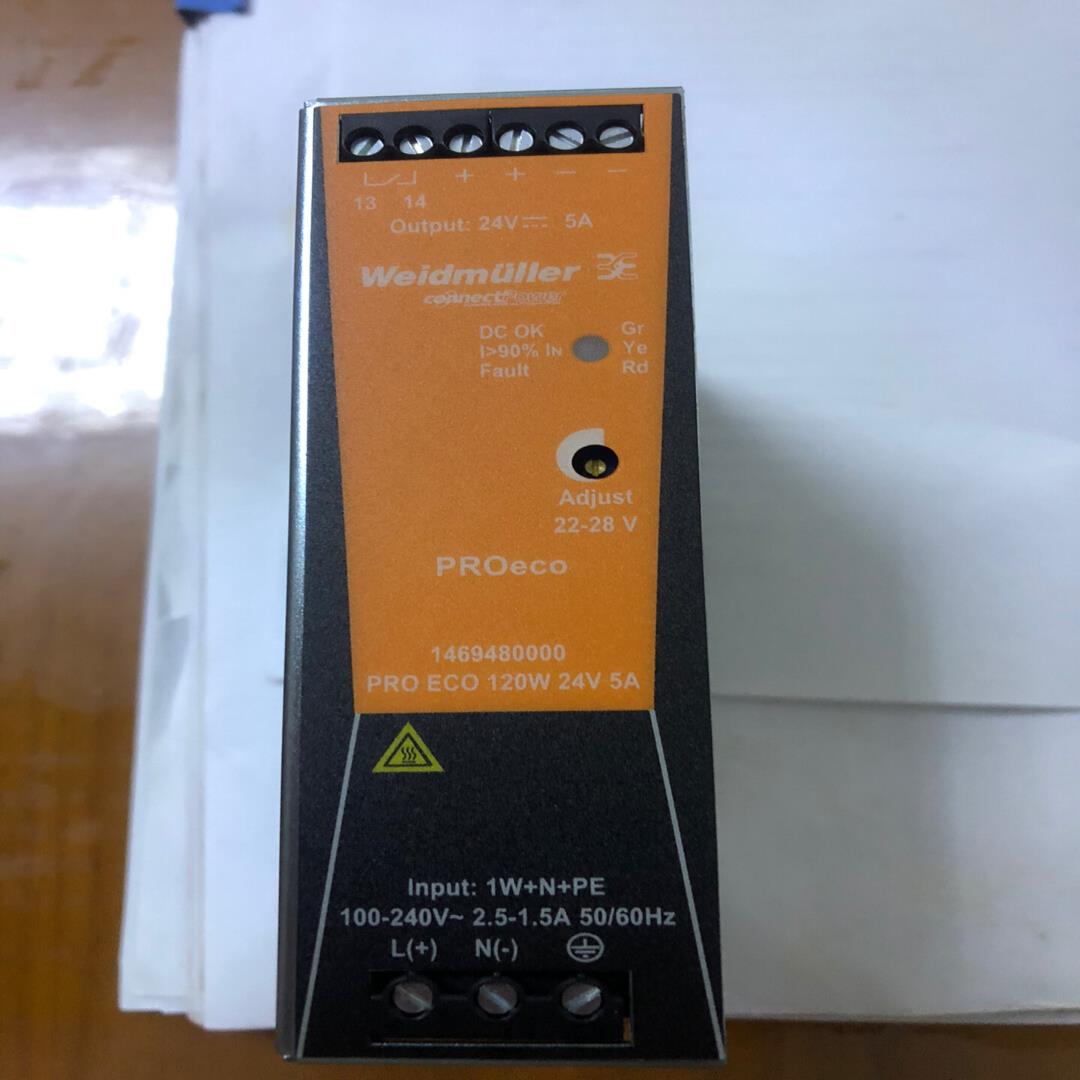 + + − −
13 14
Output: 24V⎓ 5A
Weidmüller
connectPower
DC OK Gr
I>90% IN Ye
Fault Rd
Adjust
22-28 V
PROeco
1469480000
PRO ECO 120W 24V 5A
Input: 1W+N+PE
100-240V~ 2.5-1.5A 50/60Hz
L(+) N(-)